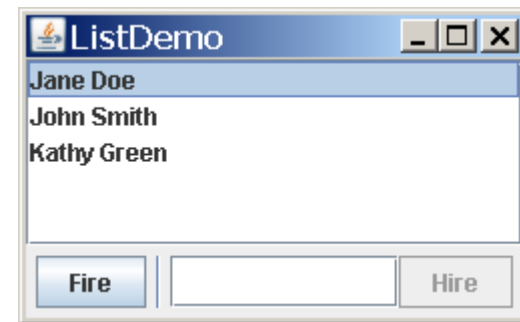 ListDemo
Jane Doe
John Smith
Kathy Green
Fire Hire